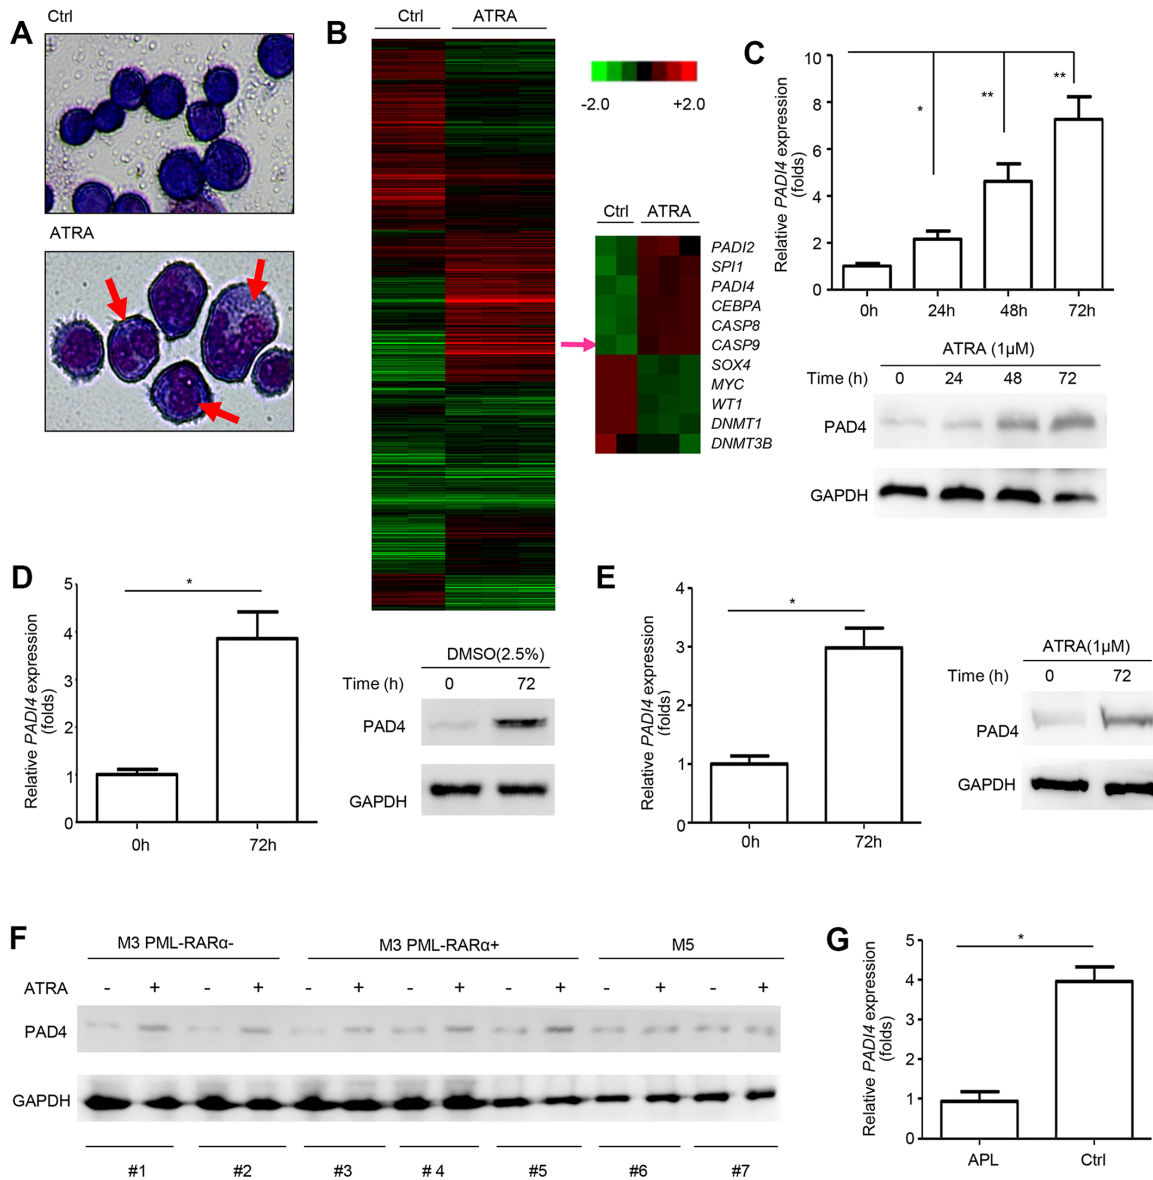 A
Ctrl
ATRA
B
Ctrl ATRA
-2.0 +2.0
Ctrl ATRA
PADI2
SPI1
PADI4
CEBPA
CASP8
CASP9
SOX4
MYC
WT1
DNMT1
DNMT3B
C
Relative PADI4 expression
(folds)
10
8
6
4
2
0
* ** **
0h 24h 48h 72h
ATRA (1μM)
Time (h) 0 24 48 72
PAD4
GAPDH
D
Relative PADI4 expression
(folds)
5
4
3
2
1
0
*
0h 72h
DMSO(2.5%)
Time (h) 0 72
PAD4
GAPDH
E
Relative PADI4 expression
(folds)
4
3
2
1
0
*
0h 72h
ATRA(1μM)
Time (h) 0 72
PAD4
GAPDH
F
M3 PML-RARα- M3 PML-RARα+ M5
ATRA - + - + - + - + - + - + - +
PAD4
GAPDH
#1 #2 #3 # 4 #5 #6 #7
G
Relative PADI4 expression
(folds)
5
4
3
2
1
0
*
APL Ctrl